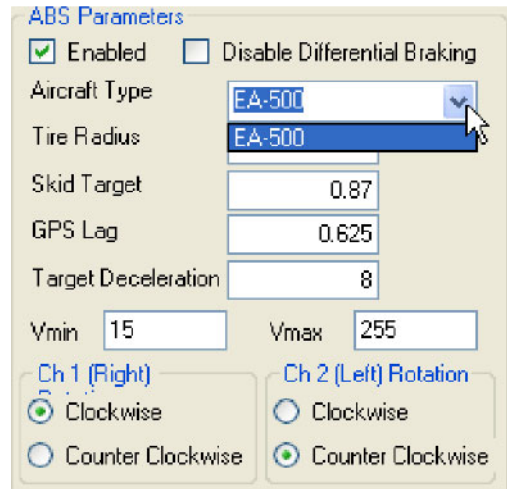 ABS Parameters
Enabled Disable Differential Braking
Aircraft Type EA-500
Tire Radius EA-500
Skid Target 0.87
GPS Lag 0.625
Target Deceleration 8
Vmin 15 Vmax 255
Ch 1 (Right) Ch 2 (Left) Rotation
Clockwise Clockwise
Counter Clockwise Counter Clockwise